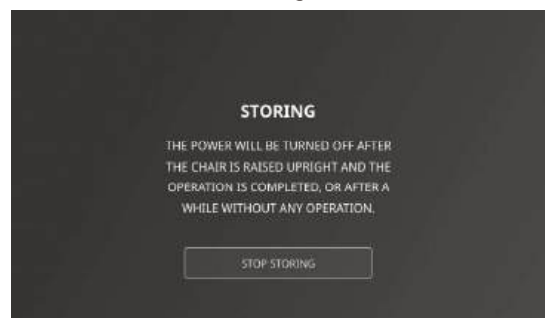 STORING
THE POWER WILL BE TURNED OFF AFTER
THE CHAIR IS RAISED UPRIGHT AND THE
OPERATION IS COMPLETED, OR AFTER A
WHILE WITHOUT ANY OPERATION.
STOP STORING